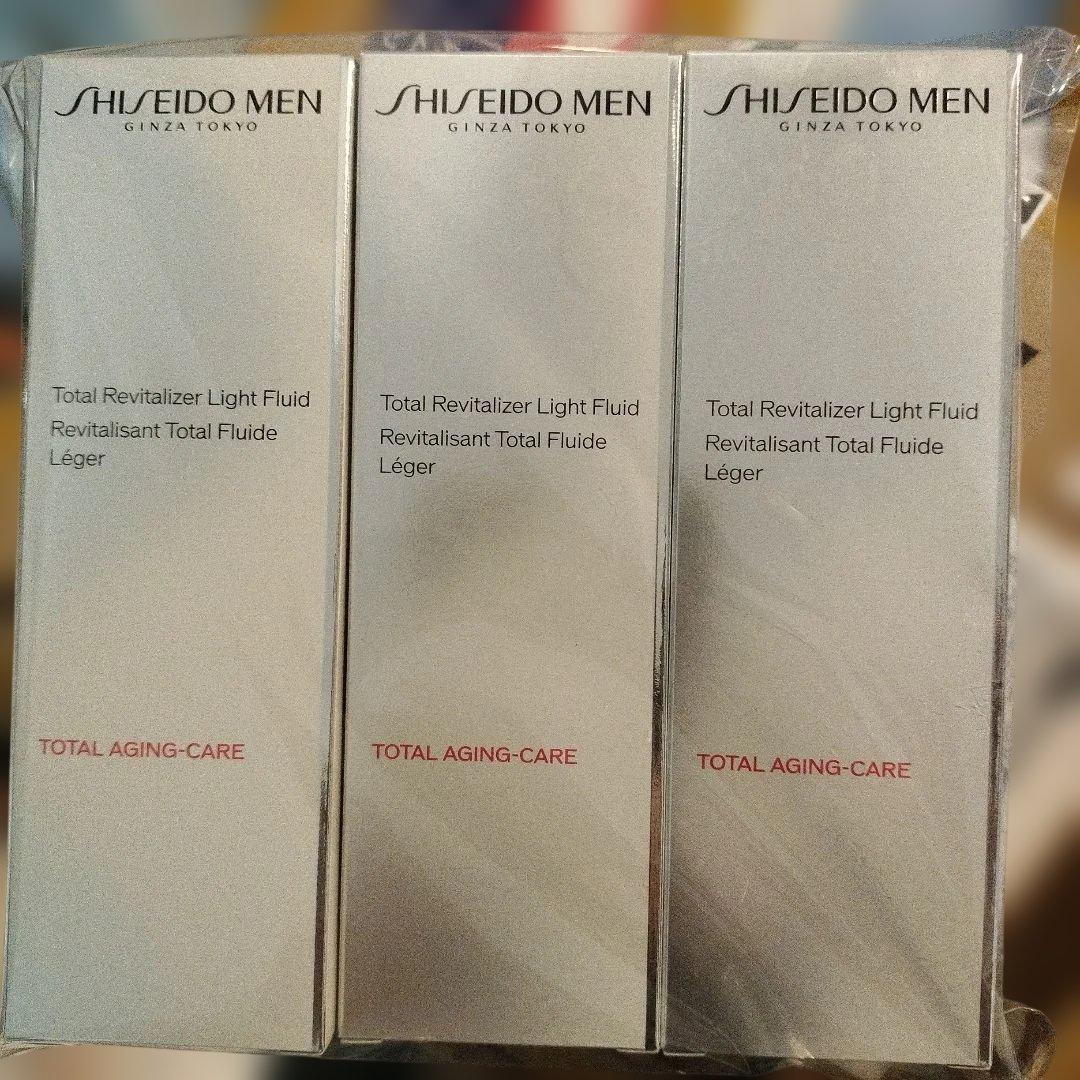 SHISEIDO MEN
GINZA TOKYO
Total Revitalizer Light Fluid
Revitalisant Total Fluide
Léger
TOTAL AGING-CARE
SHISEIDO MEN
GINZA TOKYO
Total Revitalizer Light Fluid
Revitalisant Total Fluide
Léger
TOTAL AGING-CARE
SHISEIDO MEN
GINZA TOKYO
Total Revitalizer Light Fluid
Revitalisant Total Fluide
Léger
TOTAL AGING-CARE